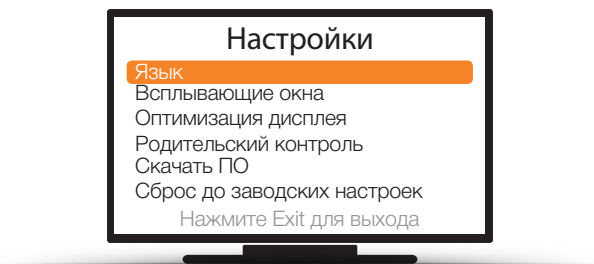 Настройки
Язык
Всплывающие окна
Оптимизация дисплея
Родительский контроль
Скачать ПО
Сброс до заводских настроек
Нажмите Exit для выхода